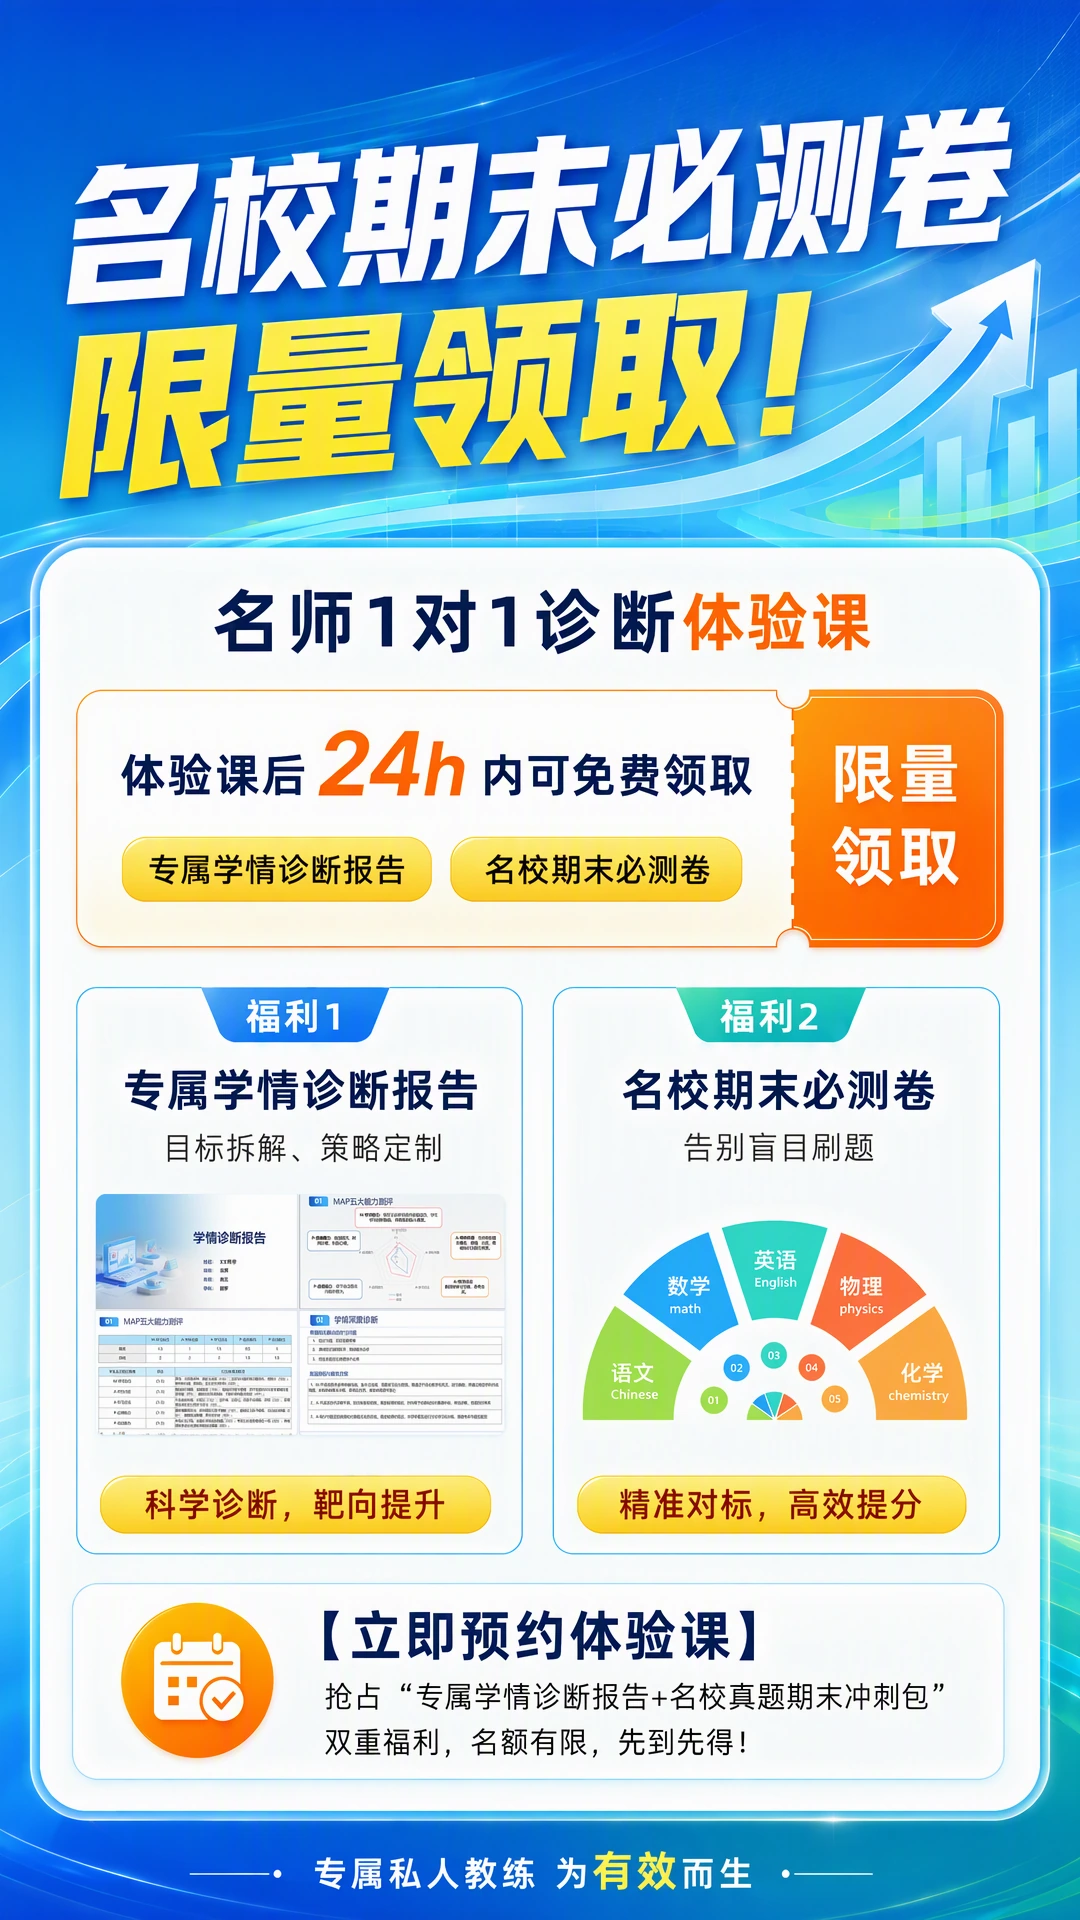 名校期末必测卷
限量领取！
名师1对1诊断体验课
体验课后24h内可免费领取
专属学情诊断报告
名校期末必测卷
限量
领取
福利1
专属学情诊断报告
目标拆解、策略定制
学情诊断报告
01 MAP五大能力测评
01 MAP五大能力测评
02 学情深度诊断
科学诊断，靶向提升
福利2
名校期末必测卷
告别盲目刷题
语文
Chinese
数学
math
英语
English
物理
physics
化学
chemistry
01
02
03
04
05
精准对标，高效提分
【立即预约体验课】
抢占“专属学情诊断报告+名校真题期末冲刺包”
双重福利，名额有限，先到先得！
专属私人教练 为有效而生